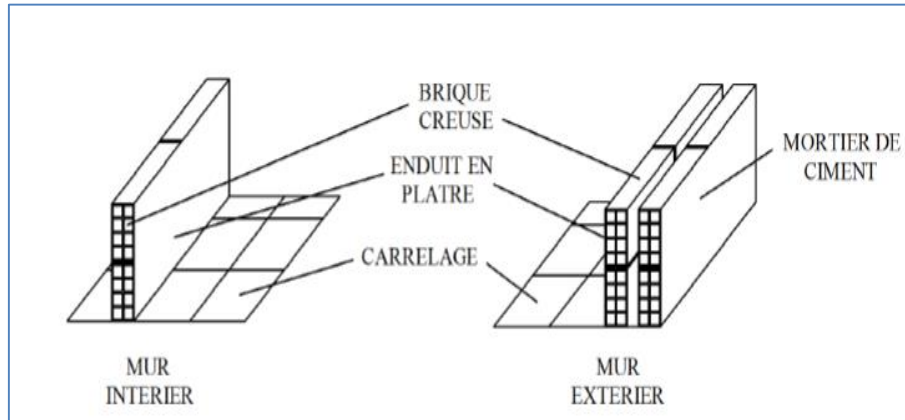 BRIQUE
CREUSE
ENDUIT EN
PLATRE
CARRELAGE
MORTIER DE
CIMENT
MUR
INTERIER
MUR
EXTERIER